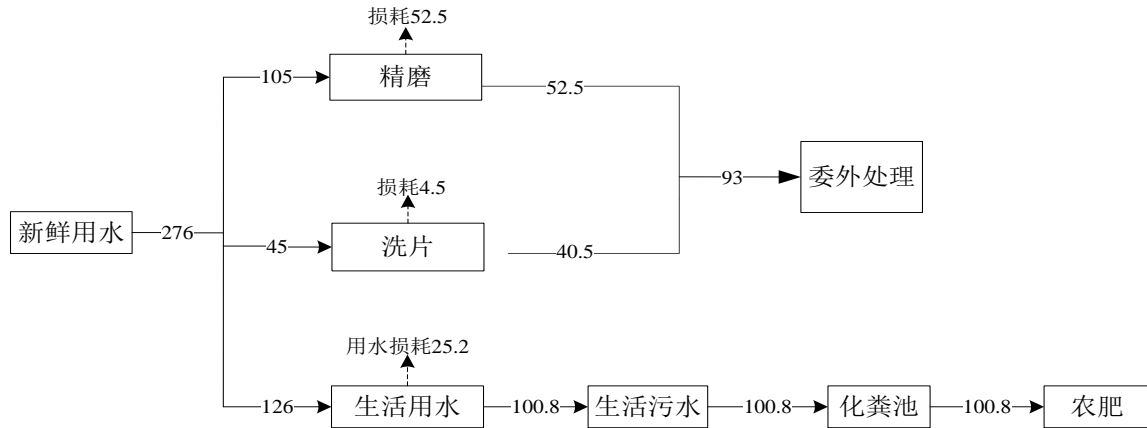 损耗52.5
105
精磨
52.5
损耗4.5
93
委外处理
新鲜用水
276
45
洗片
40.5
用水损耗25.2
126
生活用水
100.8
生活污水
100.8
化粪池
100.8
农肥